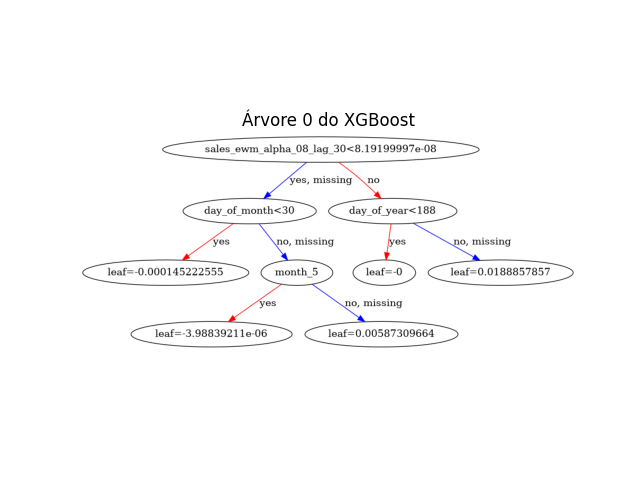 Árvore 0 do XGBoost
sales_ewm_alpha_08_lag_30<8.19199997e-08
yes, missing
no
day_of_month<30
day_of_year<188
yes
no, missing
yes
no, missing
leaf=-0.000145222555
month_5
leaf=-0
leaf=0.0188857857
yes
no, missing
leaf=-3.98839211e-06
leaf=0.00587309664